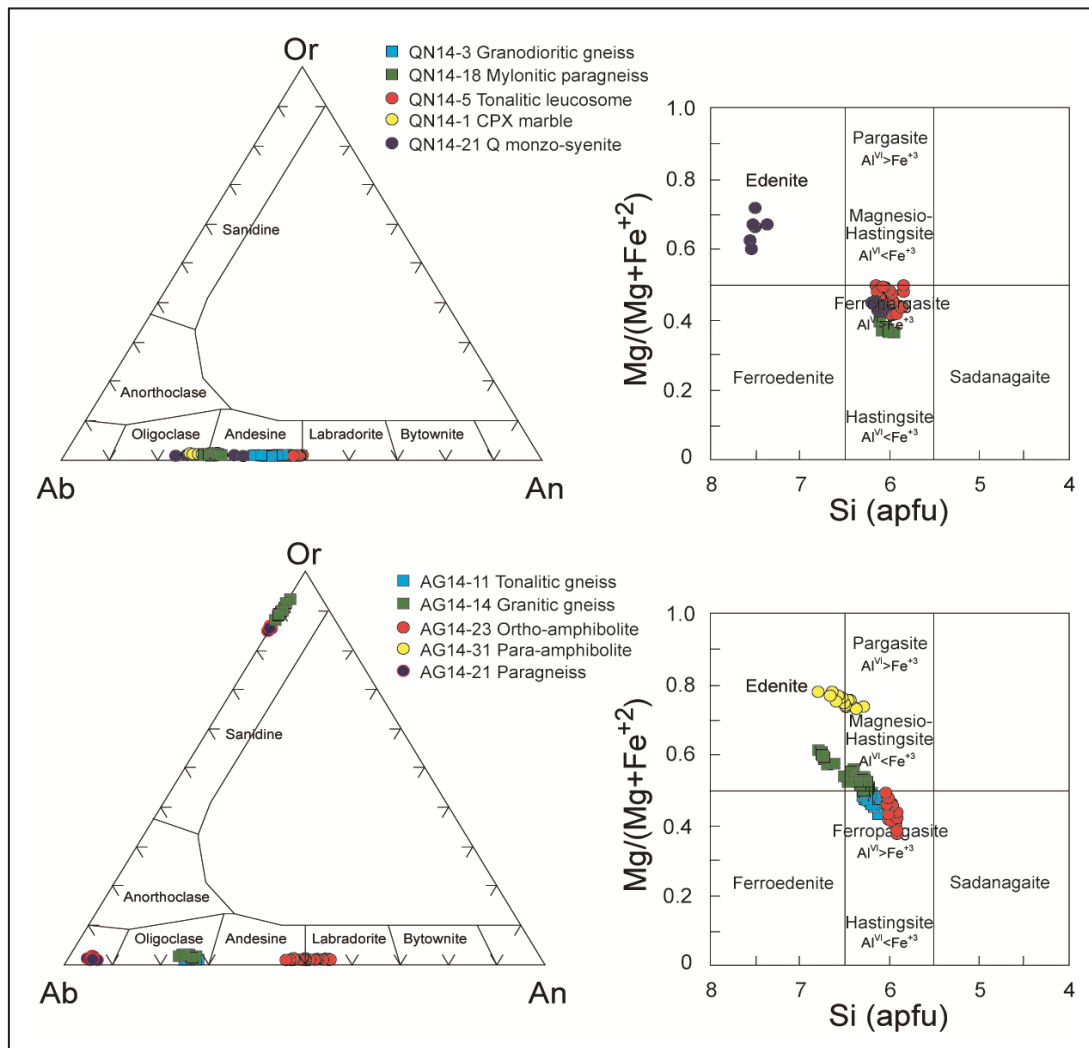 Or
QN14-3 Granodioritic gneiss
QN14-18 Mylonitic paragneiss
QN14-5 Tonalitic leucosome
QN14-1 CPX marble
QN14-21 Q monzo-syenite
Sanidine
Anorthoclase
Oligoclase
Andesine
Labradorite
Bytownite
Ab
An
Mg/(Mg+Fe+2)
1.0
0.8
0.6
0.4
0.2
0
Pargasite
AlVI>Fe+3
Edenite
Magnesio-
Hastingsite
AlVI<Fe+3
Ferropargasite
AlVI>Fe+3
Ferroedenite
Sadanagaite
Hastingsite
AlVI<Fe+3
8
7
6
5
4
Si (apfu)
Or
AG14-11 Tonalitic gneiss
AG14-14 Granitic gneiss
AG14-23 Ortho-amphibolite
AG14-31 Para-amphibolite
AG14-21 Paragneiss
Sanidine
Anorthoclase
Oligoclase
Andesine
Labradorite
Bytownite
Ab
An
Mg/(Mg+Fe+2)
1.0
0.8
0.6
0.4
0.2
0
Pargasite
AlVI>Fe+3
Edenite
Magnesio-
Hastingsite
AlVI<Fe+3
Ferropargasite
AlVI>Fe+3
Ferroedenite
Sadanagaite
Hastingsite
AlVI<Fe+3
8
7
6
5
4
Si (apfu)